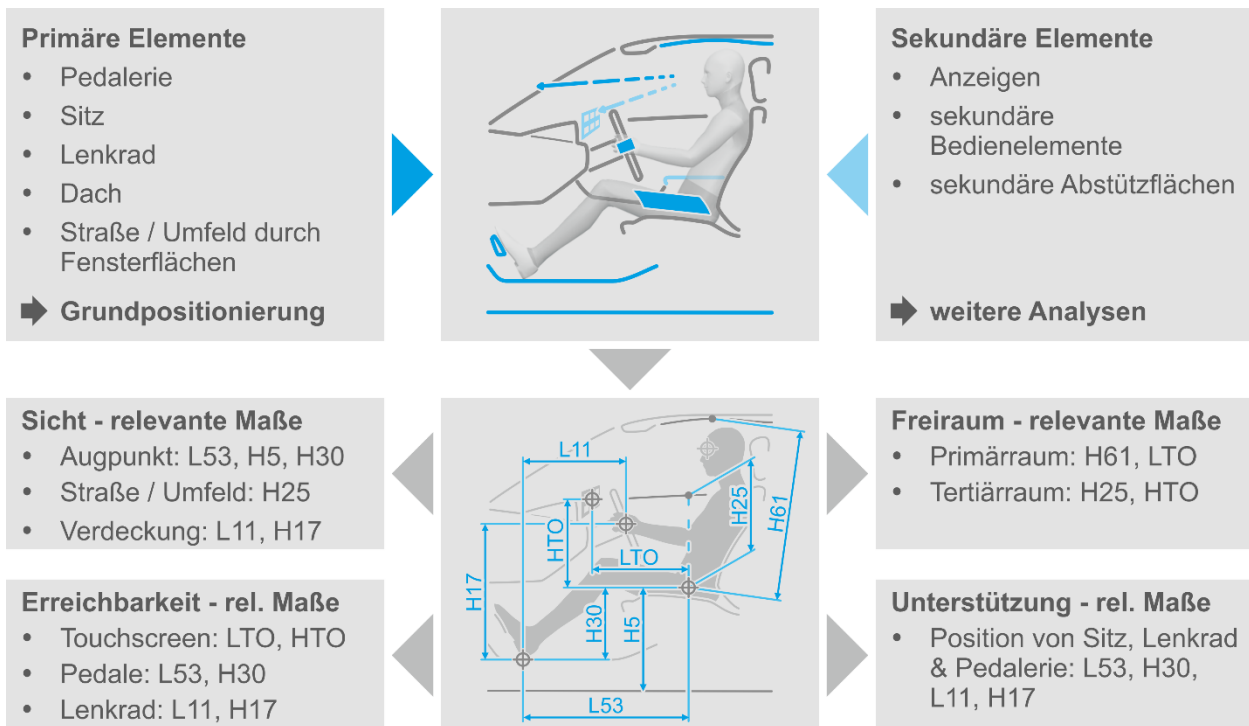 Primäre Elemente
• Pedalerie
• Sitz
• Lenkrad
• Dach
• Straße / Umfeld durch
Fensterflächen
Grundpositionierung
Sekundäre Elemente
• Anzeigen
• sekundäre
Bedienelemente
• sekundäre Abstützflächen
weitere Analysen
Sicht - relevante Maße
• Augpunkt: L53, H5, H30
• Straße / Umfeld: H25
• Verdeckung: L11, H17
Erreichbarkeit - rel. Maße
• Touchscreen: LTO, HTO
• Pedale: L53, H30
• Lenkrad: L11, H17
L11
H25
H61
HTO
LTO
H17
H30
H5
L53
Freiraum - relevante Maße
• Primärraum: H61, LTO
• Tertiärraum: H25, HTO
Unterstützung - rel. Maße
• Position von Sitz, Lenkrad
& Pedalerie: L53, H30,
L11, H17